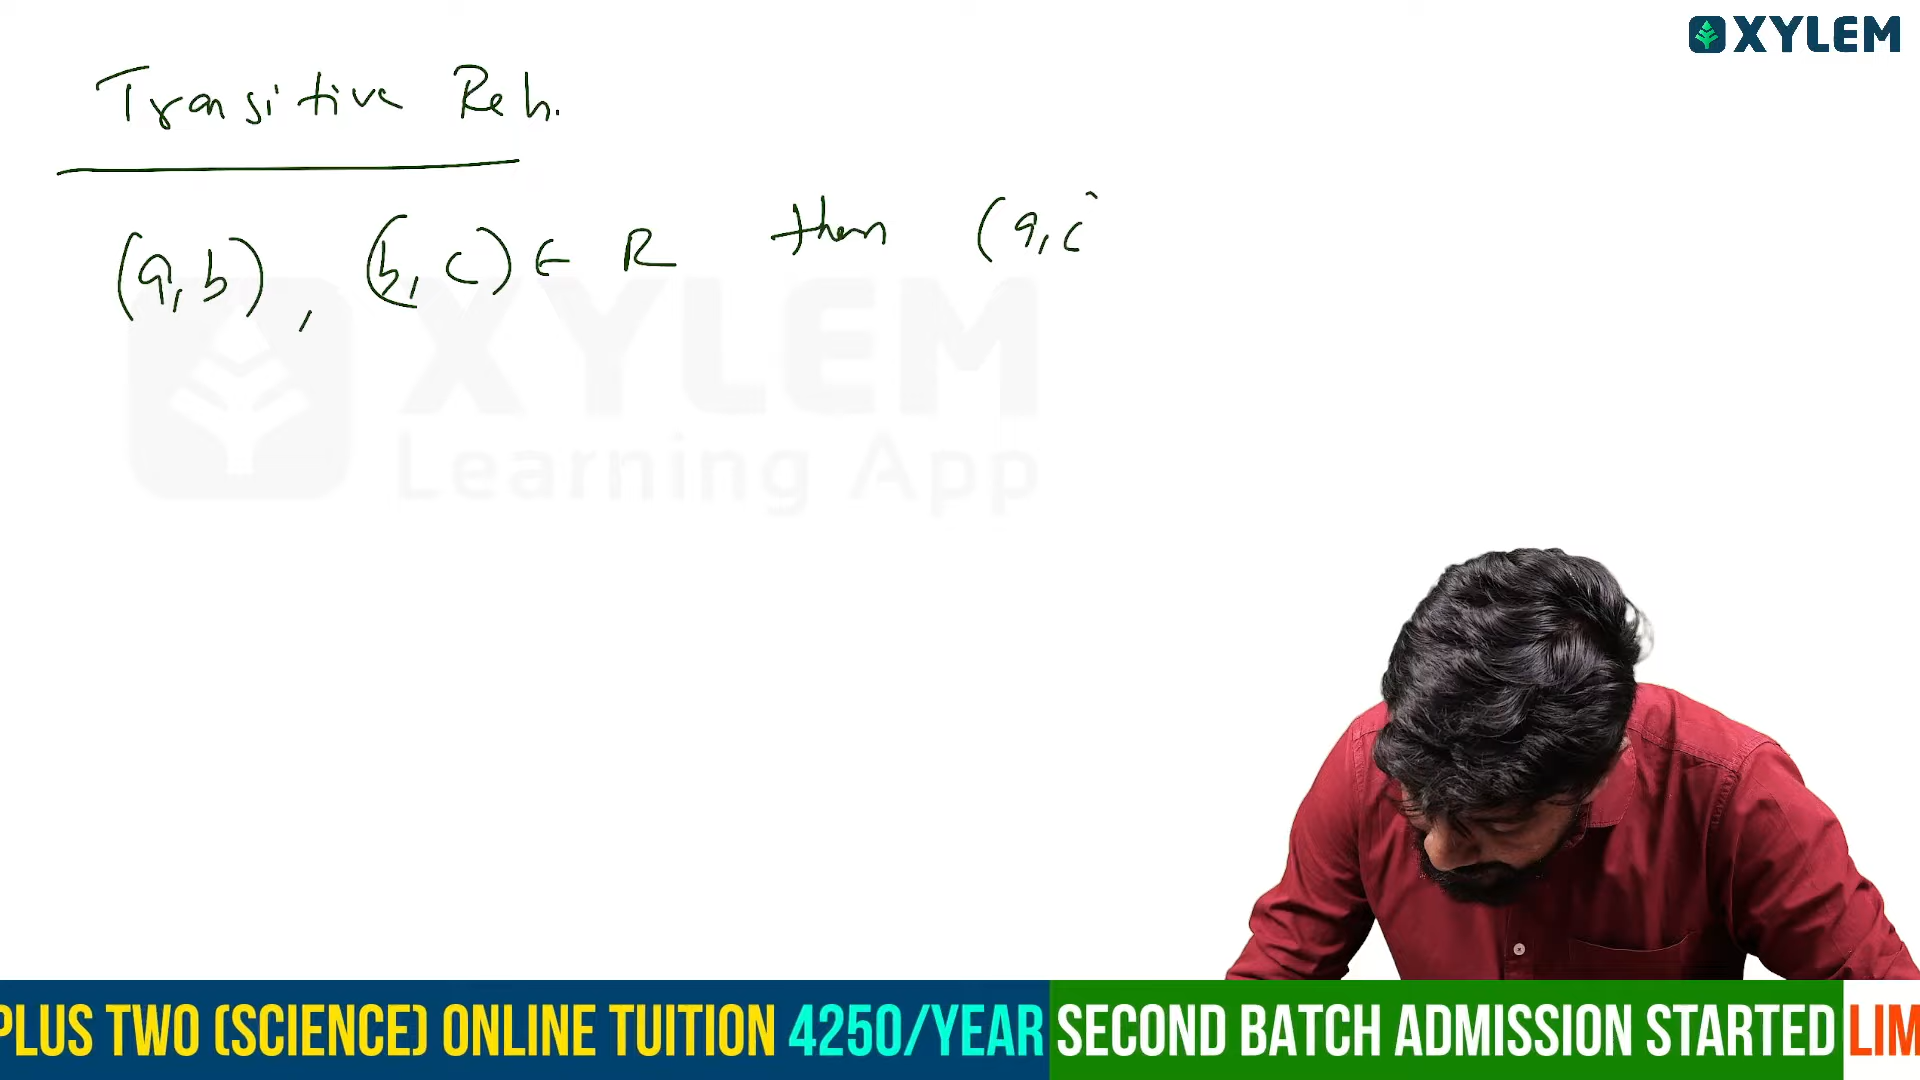 XYLEM
Transitive Reln.
(a, b) , (b, c) ∈ R then (a, c
XYLEM
Learning App
PLUS TWO (SCIENCE) ONLINE TUITION 4250/YEAR SECOND BATCH ADMISSION STARTED LIM